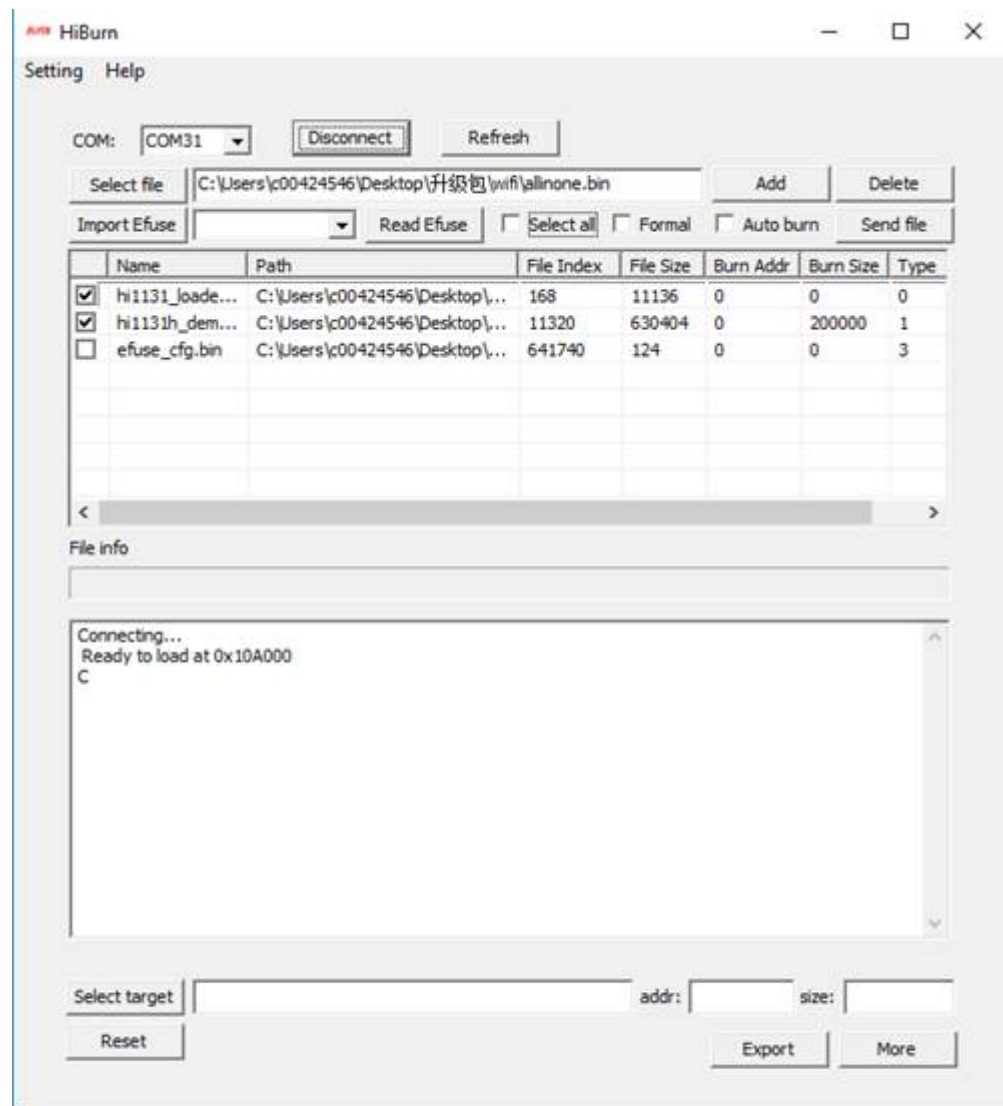 HiBurn
Setting Help
COM: COM31 Disconnect Refresh
Select file C:\Users\c00424546\Desktop\升级包\wifi\allinone.bin Add Delete
Import Efuse Read Efuse Select all Formal Auto burn Send file
Name Path File Index File Size Burn Addr Burn Size Type
hi1131_loade... C:\Users\c00424546\Desktop\... 168 11136 0 0 0
hi1131h_dem... C:\Users\c00424546\Desktop\... 11320 630404 0 200000 1
efuse_cfg.bin C:\Users\c00424546\Desktop\... 641740 124 0 0 3
File info
Connecting...
Ready to load at 0x10A000
C
Select target addr: size:
Reset Export More